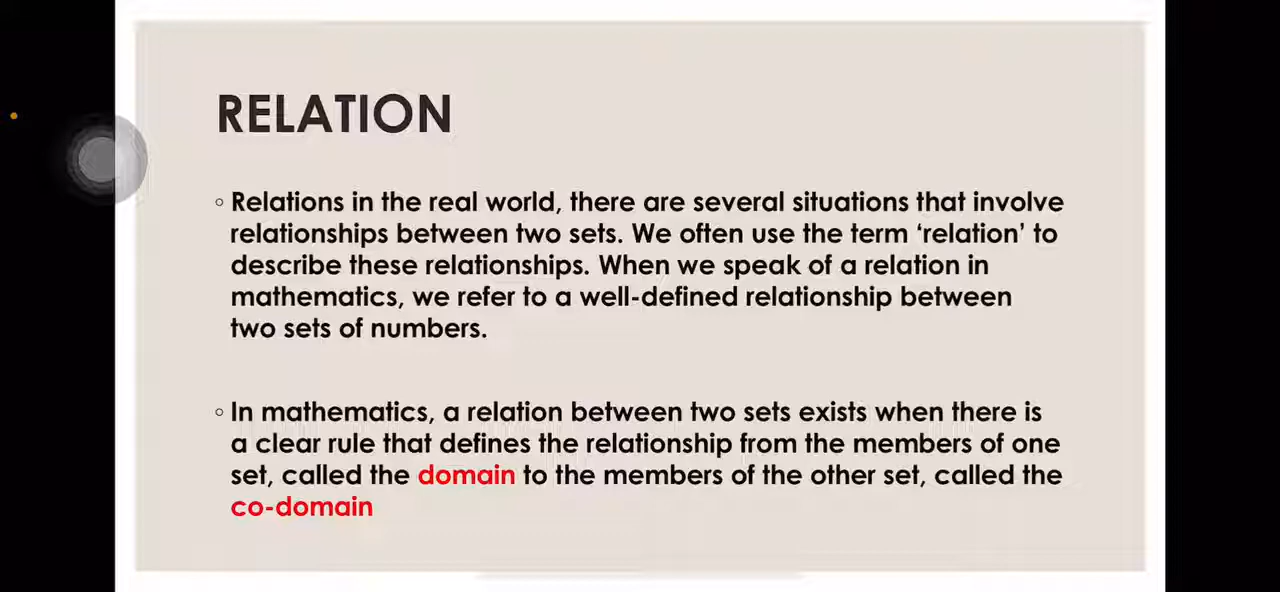 RELATION
◦ Relations in the real world, there are several situations that involve
relationships between two sets. We often use the term ‘relation’ to
describe these relationships. When we speak of a relation in
mathematics, we refer to a well-defined relationship between
two sets of numbers.
◦ In mathematics, a relation between two sets exists when there is
a clear rule that defines the relationship from the members of one
set, called the domain to the members of the other set, called the
co-domain